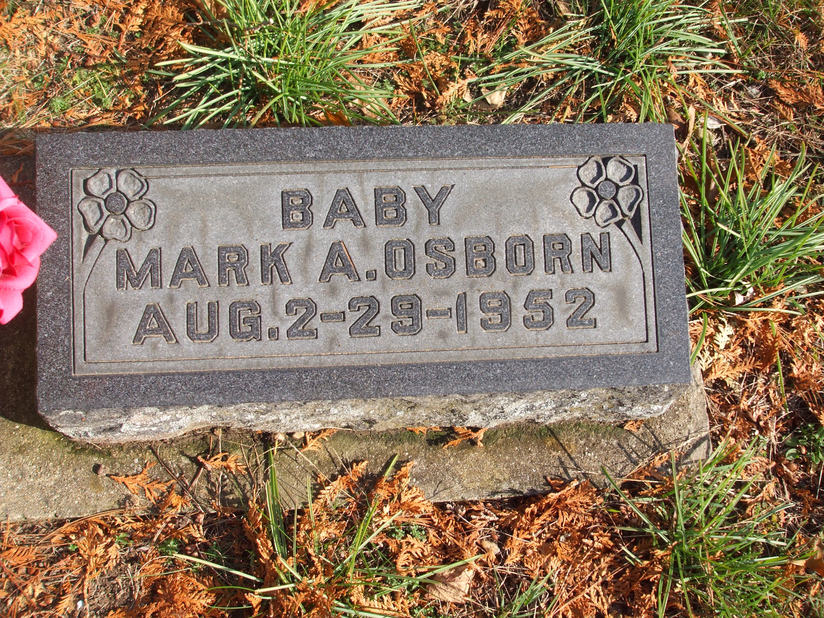 BABY
MARK A. OSBORN
AUG. 2-29-1952